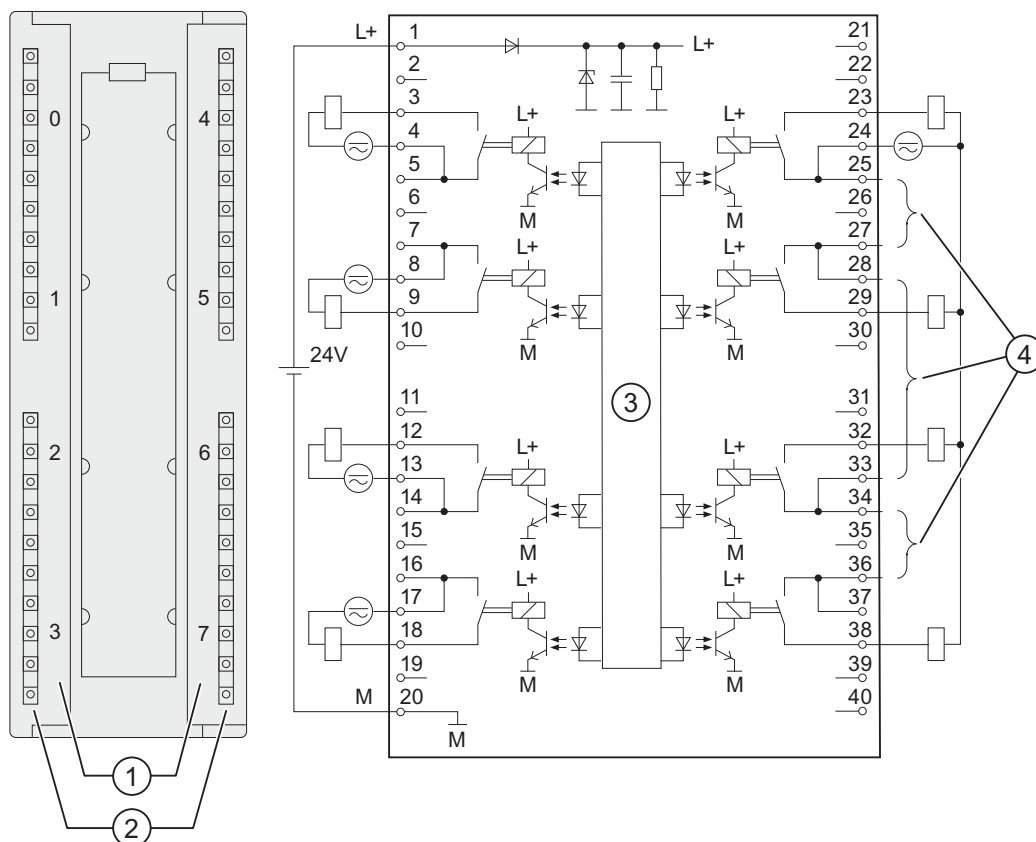 L+ 1 L+ 21
2 22
L+ L+
3 23
0 4
4 24
5 25
M M
6 26
7 L+ L+ 27
8 28
1 5
9 29
M M
10 30
24V
4
3
11 31
12 L+ L+ 32
2 6
13 33
14 34
M M
15 35
16 L+ L+ 36
17 37
3 7
18 38
M M
19 39
M 20 40
M
1
2